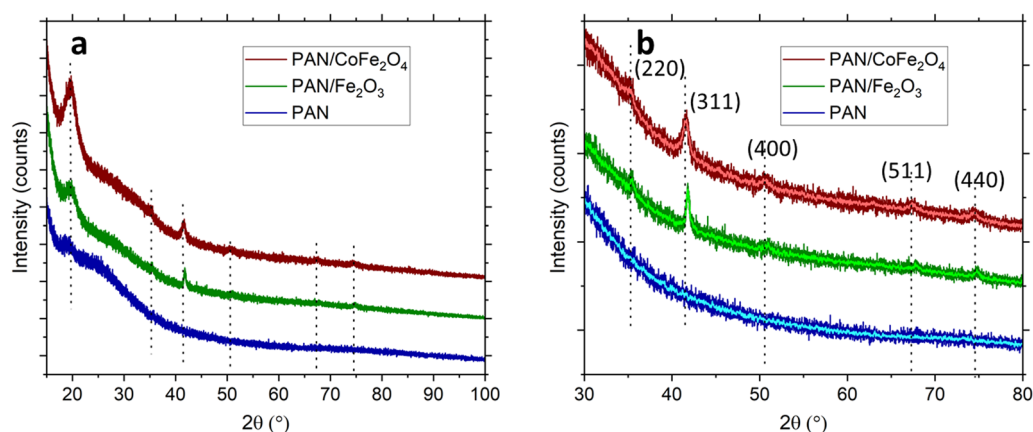 a
PAN/CoFe₂O₄
PAN/Fe₂O₃
PAN
Intensity (counts)
20 30 40 50 60 70 80 90 100
2θ (°)
b
PAN/CoFe₂O₄
PAN/Fe₂O₃
PAN
(220)
(311)
(400)
(511)
(440)
Intensity (counts)
30 40 50 60 70 80
2θ (°)